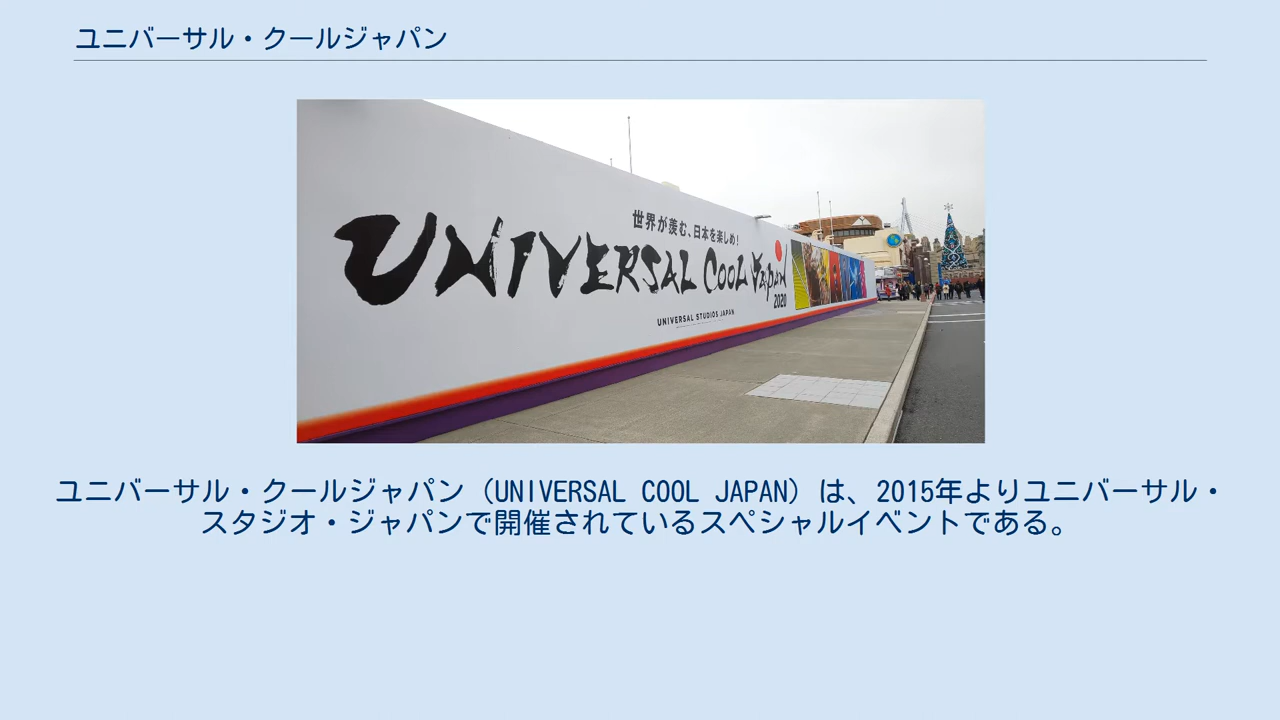 ユニバーサル・クールジャパン
世界が羨む、日本を楽しめ!
UNIVERSAL COOL JAPAN
2020
UNIVERSAL STUDIOS JAPAN
ユニバーサル・クールジャパン（UNIVERSAL COOL JAPAN）は、2015年よりユニバーサル・
スタジオ・ジャパンで開催されているスペシャルイベントである。